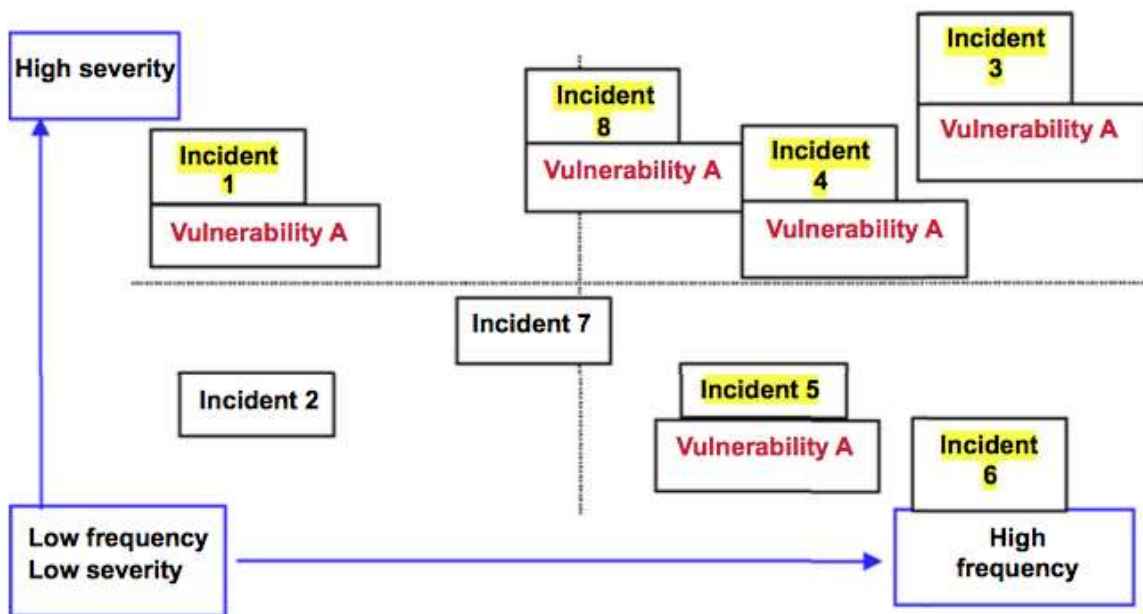 High severity
Incident
3
Vulnerability A
Incident
8
Vulnerability A
Incident
4
Vulnerability A
Incident
1
Vulnerability A
Incident 7
Incident 2
Incident 5
Vulnerability A
Incident
6
Low frequency
Low severity
High
frequency